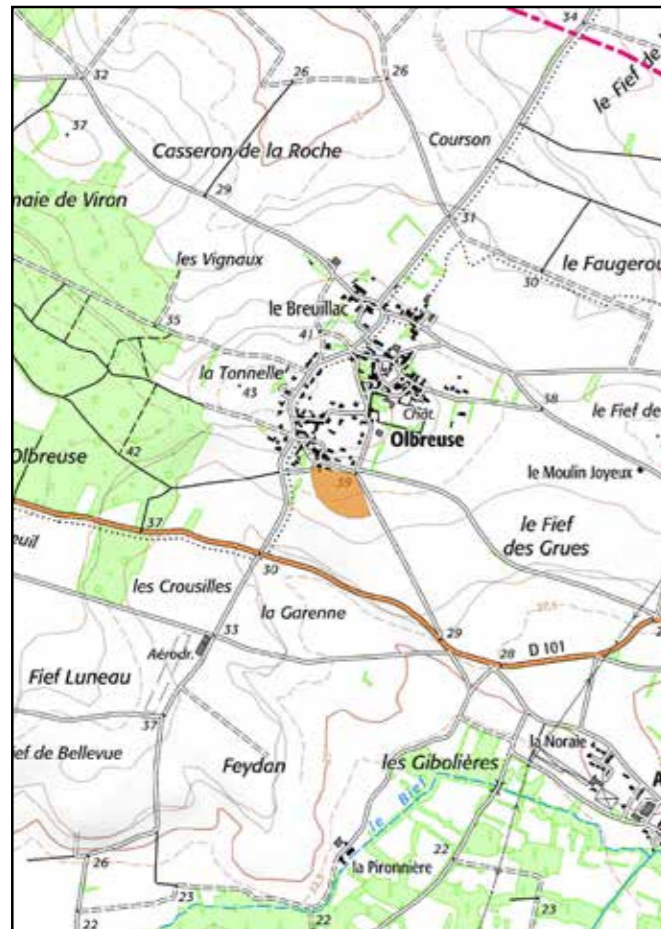 34
le Fief de
32
26
26
37
Courson
Casseron de la Roche
29
naie de Viron
31
les Vignaux
le Faugerou
30
le Breuillac
35
41
la Tonnelle
43
38
Chât.
le Fief de
Olbreuse
42
Olbreuse
le Moulin Joyeux
39
37
le Fief
des Grues
euil
30
les Crousilles
la Garenne
27,5
33
29
D 101
28
Aérodr.
Fief Luneau
37
la Noraie
ief de Bellevue
Feydan
les Gibolières
A
le Bief
26
la Pironnière
22
23
22
22
23